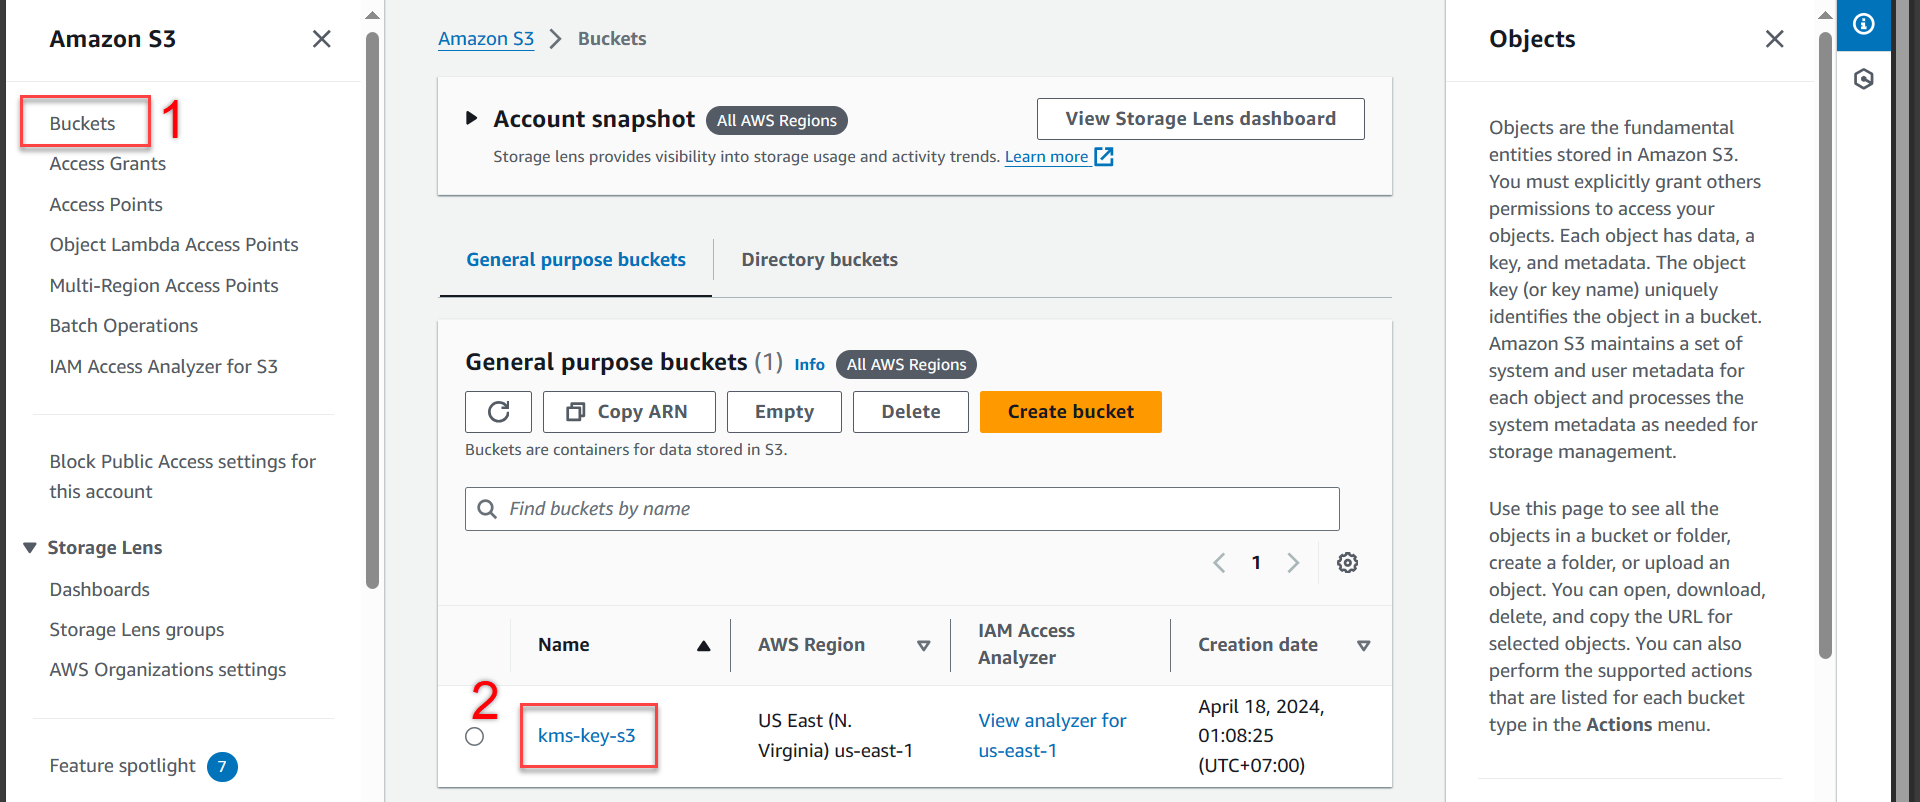 Amazon S3
Buckets
1
Access Grants
Access Points
Object Lambda Access Points
Multi-Region Access Points
Batch Operations
IAM Access Analyzer for S3
Block Public Access settings for
this account
Storage Lens
Dashboards
Storage Lens groups
AWS Organizations settings
Feature spotlight 7
Amazon S3 > Buckets
Account snapshot All AWS Regions
View Storage Lens dashboard
Storage lens provides visibility into storage usage and activity trends. Learn more
General purpose buckets
Directory buckets
General purpose buckets (1) Info All AWS Regions
Copy ARN Empty Delete Create bucket
Buckets are containers for data stored in S3.
Find buckets by name
1
Name
AWS Region
IAM Access
Analyzer
Creation date
2
kms-key-s3
US East (N.
Virginia) us-east-1
View analyzer for
us-east-1
April 18, 2024,
01:08:25
(UTC+07:00)
Objects
Objects are the fundamental
entities stored in Amazon S3.
You must explicitly grant others
permissions to access your
objects. Each object has data, a
key, and metadata. The object
key (or key name) uniquely
identifies the object in a bucket.
Amazon S3 maintains a set of
system and user metadata for
each object and processes the
system metadata as needed for
storage management.
Use this page to see all the
objects in a bucket or folder,
create a folder, or upload an
object. You can open, download,
delete, and copy the URL for
selected objects. You can also
perform the supported actions
that are listed for each bucket
type in the Actions menu.